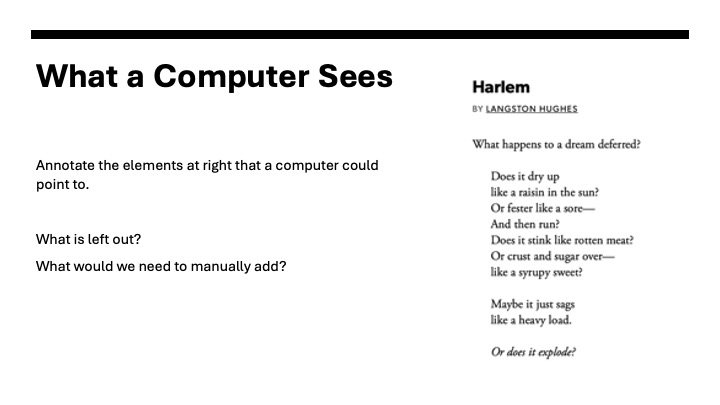 What a Computer Sees
Annotate the elements at right that a computer could
point to.
What is left out?
What would we need to manually add?
Harlem
BY LANGSTON HUGHES
What happens to a dream deferred?
Does it dry up
like a raisin in the sun?
Or fester like a sore—
And then run?
Does it stink like rotten meat?
Or crust and sugar over—
like a syrupy sweet?
Maybe it just sags
like a heavy load.
Or does it explode?